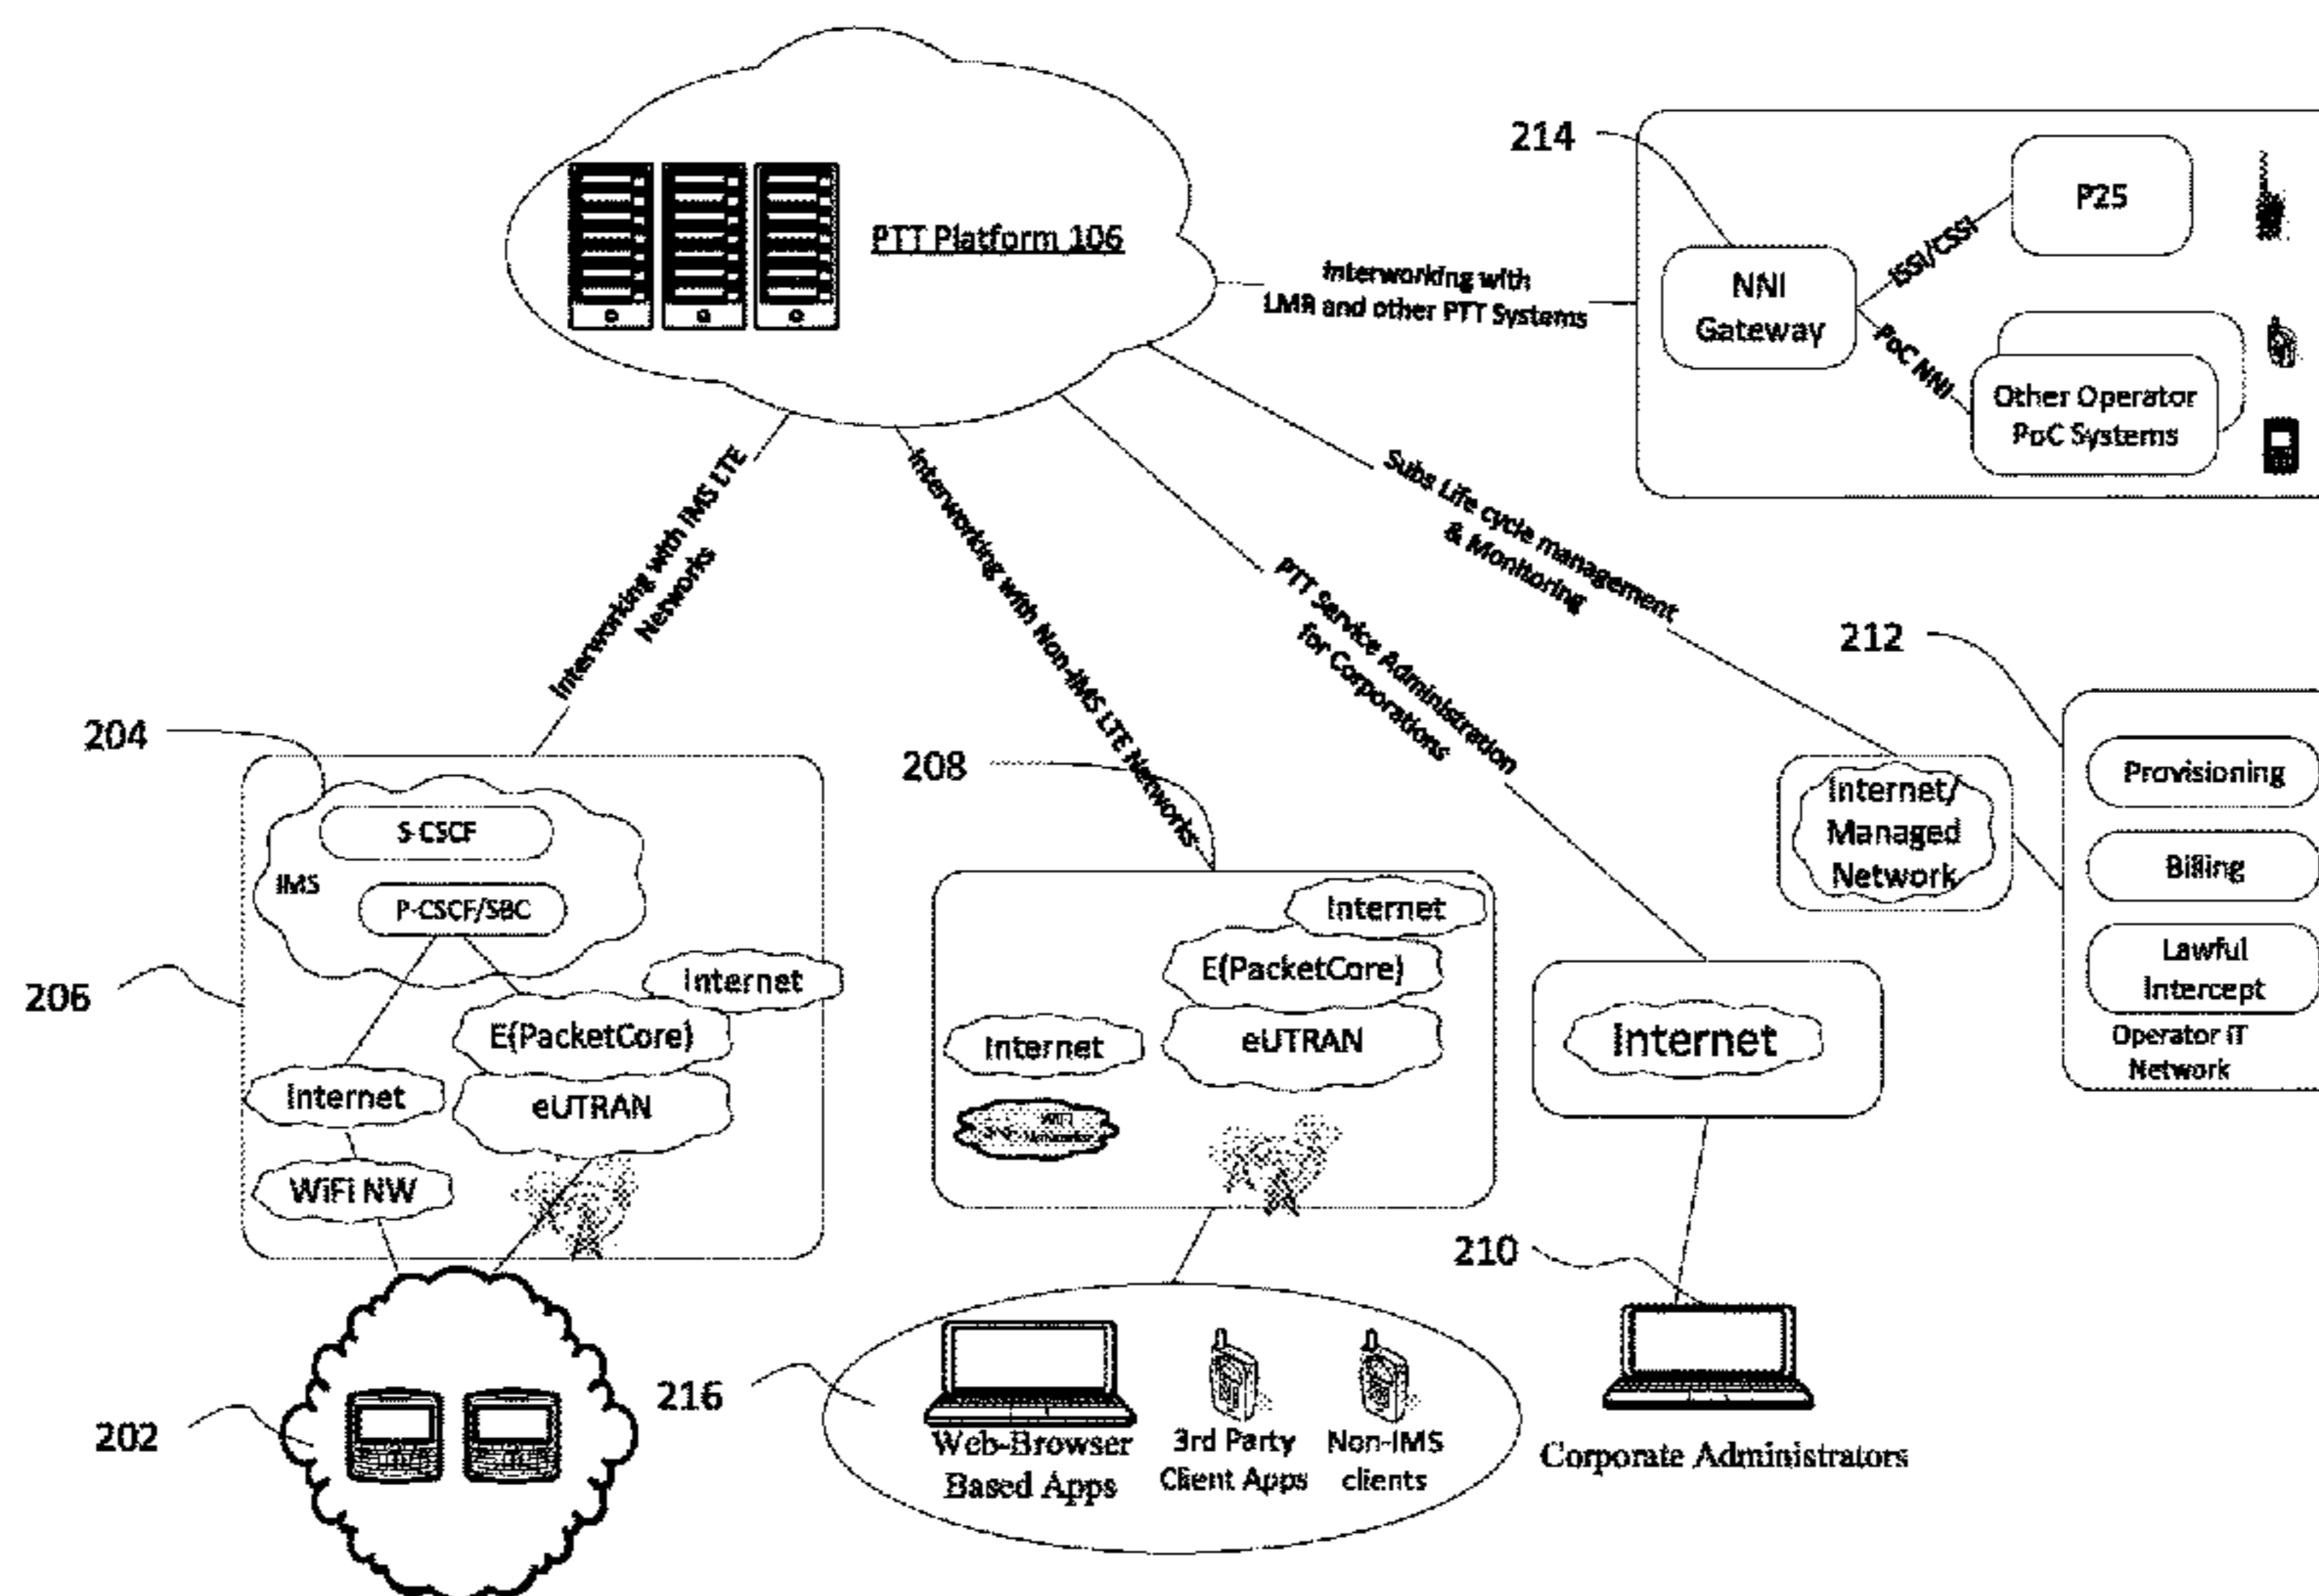 PTT Platform 106
214
P25
ISSI/CSSI
NNI
Gateway
Interworking with
LMR and other PTT Systems
PoC NNI
Other Operator
PoC Systems
Interworking with IMS LTE
Networks
Interworking with Non-IMS LTE Networks
PTT Service Administration
for Corporations
Subs Life cycle management
& Monitoring
212
204
208
Internet/
Managed
Network
Provisioning
Billing
Lawful
Intercept
Operator IT
Network
S-CSCF
IMS
P-CSCF/SBC
206
Internet
E(PacketCore)
eUTRAN
Internet
WiFi NW
Internet
E(PacketCore)
eUTRAN
Internet
Internet
210
216
202
Web-Browser
Based Apps
3rd Party
Client Apps
Non-IMS
clients
Corporate Administrators